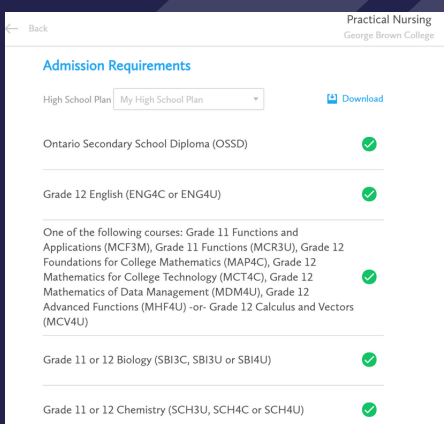 Practical Nursing
← Back
George Brown College
Admission Requirements
High School Plan My High School Plan Download
Ontario Secondary School Diploma (OSSD)
Grade 12 English (ENG4C or ENG4U)
One of the following courses: Grade 11 Functions and
Applications (MCF3M), Grade 11 Functions (MCR3U), Grade 12
Foundations for College Mathematics (MAP4C), Grade 12
Mathematics for College Technology (MCT4C), Grade 12
Mathematics of Data Management (MDM4U), Grade 12
Advanced Functions (MHF4U) -or- Grade 12 Calculus and Vectors
(MCV4U)
Grade 11 or 12 Biology (SBI3C, SBI3U or SBI4U)
Grade 11 or 12 Chemistry (SCH3U, SCH4C or SCH4U)